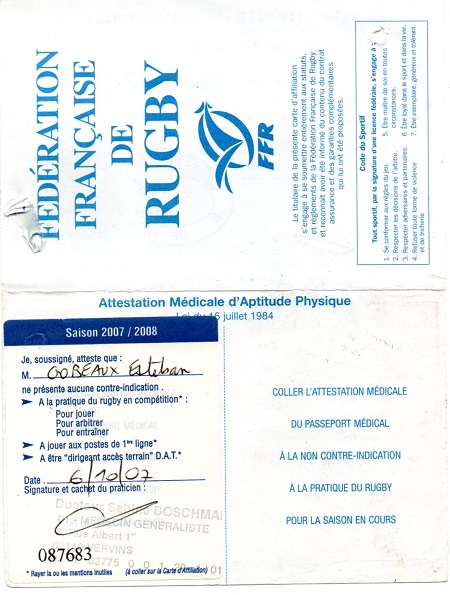 FÉDÉRATION
FRANÇAISE
DE
RUGBY
FFR
Le titulaire de la présente carte d'affiliation
s'engage à se soumettre entièrement aux statuts,
et règlements de la Fédération Française de Rugby
et reconnaît avoir été informé du contenu du contrat
assurance et des garanties complémentaires
qui lui ont été proposées.
Code du Sportif
Tout sportif, par la signature d'une licence fédérale, s'engage à
1. Se conformer aux règles du jeu.
2. Respecter les décisions de l'arbitre.
3. Respecter adversaires et partenaires.
4. Refuser toute forme de violence
et de tricherie
5. Être maître de soi en toutes
circonstances.
6. Être loyal dans le sport et dans la vie.
7. Être exemplaire, généreux et tolérant.
Attestation Médicale d'Aptitude Physique
Loi du 16 juillet 1984
Saison 2007 / 2008
Je, soussigné, atteste que :
M. GOBEAUX Esteban
ne présente aucune contre-indication .
➤ A la pratique du rugby en compétition* :
Pour jouer
Pour arbitrer
Pour entraîner
➤ A jouer aux postes de 1ère ligne*
➤ A être "dirigeant accès terrain" D.A.T.*
Date . 6/10/07
Signature et cachet du praticien :
Docteur Sabine BOSCHMA
MEDECIN GENERALISTE
rue Albert 1er
02140 VERVINS
087683
* Rayer la ou les mentions inutiles (à coller sur la Carte d'Affiliation)
COLLER L'ATTESTATION MÉDICALE
DU PASSEPORT MÉDICAL
À LA NON CONTRE-INDICATION
À LA PRATIQUE DU RUGBY
POUR LA SAISON EN COURS